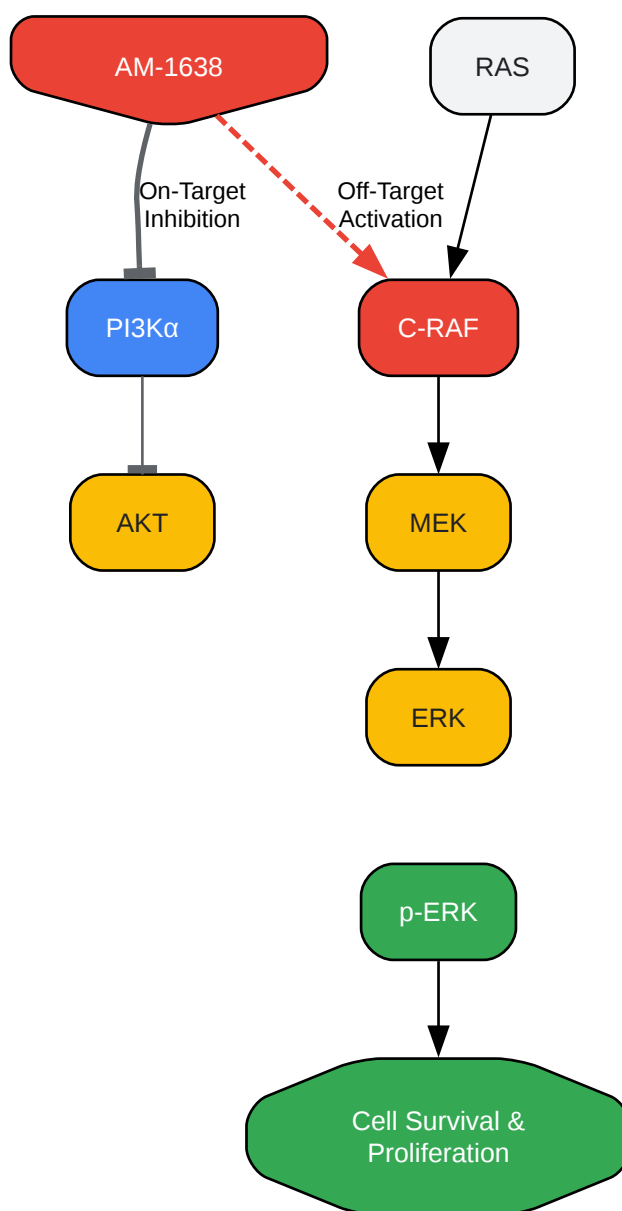 AM-1638
RAS
On-Target
Inhibition
Off-Target
Activation
PI3Kα
C-RAF
AKT
MEK
ERK
p-ERK
Cell Survival &
Proliferation